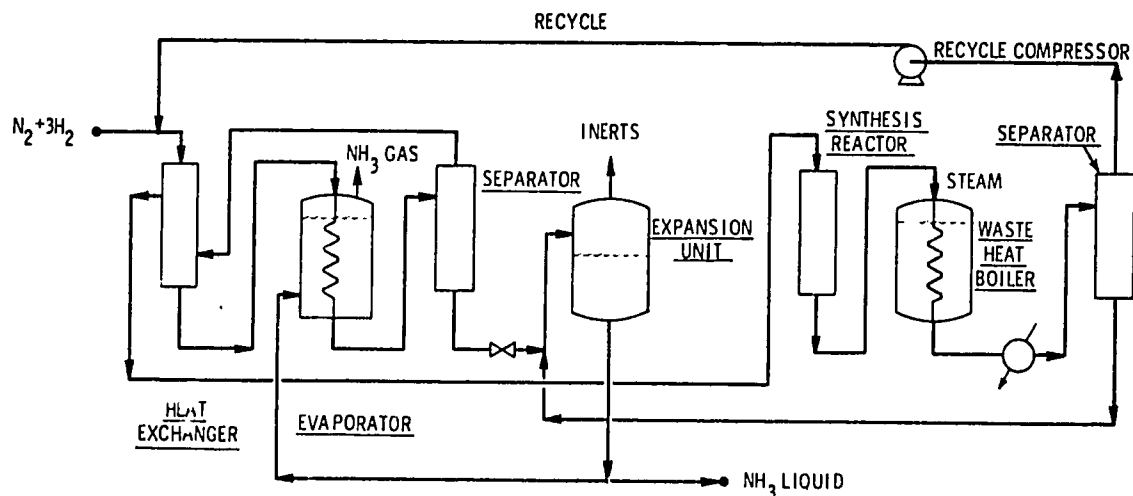 RECYCLE
RECYCLE COMPRESSOR
N2+3H2
INERTS
SYNTHESIS
REACTOR
SEPARATOR
NH3 GAS
SEPARATOR
STEAM
EXPANSION
UNIT
WASTE
HEAT
BOILER
HEAT
EXCHANGER
EVAPORATOR
NH3 LIQUID